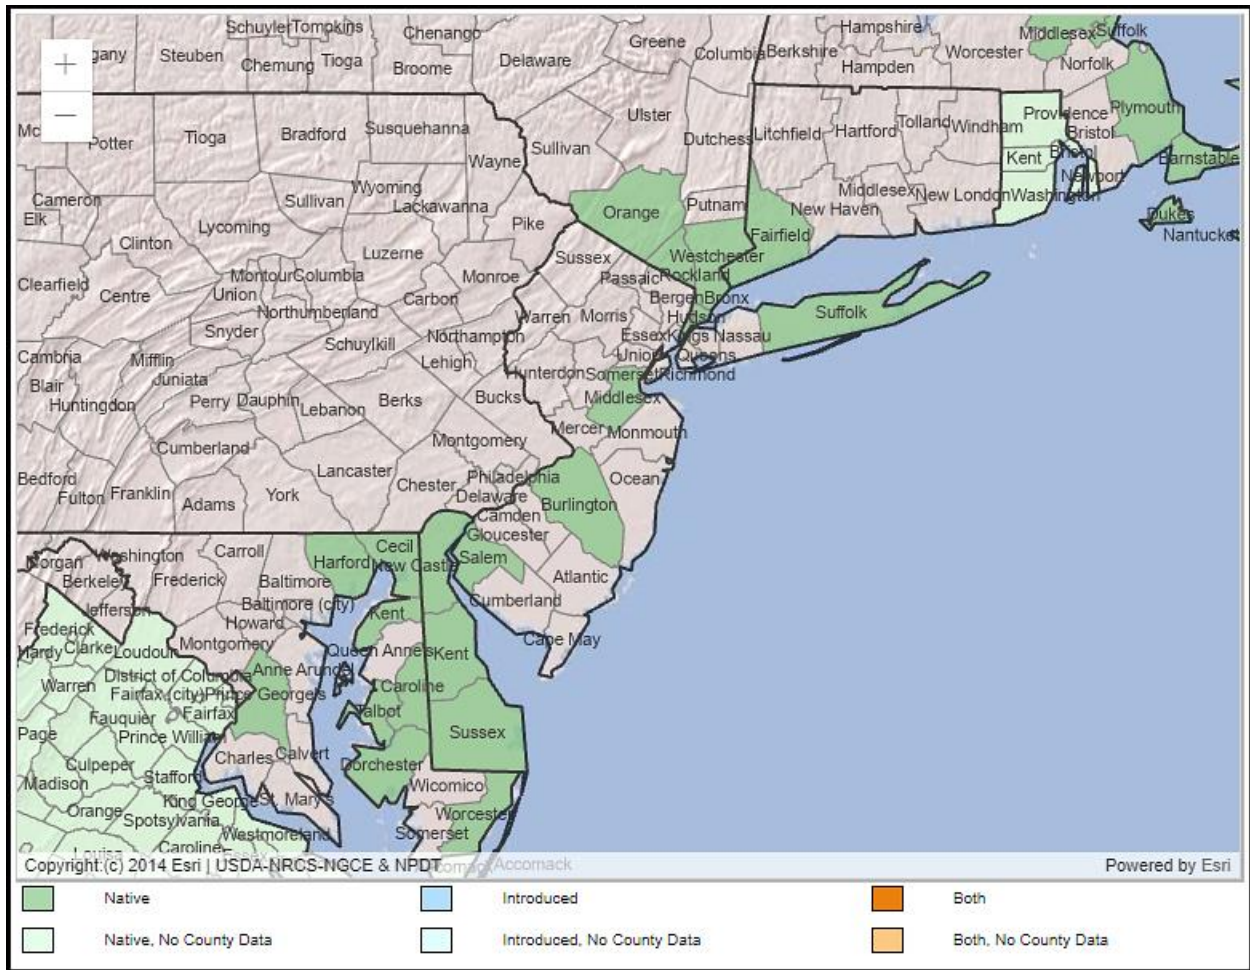 Schuyler Tompkins Chenango Greene Hampshire Middlesex Suffolk
gany Steuben Chemung Tioga Broome Delaware Columbia Berkshire Hampden Worcester Norfolk
Mc Potter Tioga Bradford Susquehanna Wayne Sullivan Ulster Dutchess Litchfield Hartford Tolland Windham Providence Bristol Plymouth
Kent Bristol Barnstable
Cameron Elk Sullivan Wyoming Lackawanna Pike Orange Putnam Middlesex New Haven New London Washington Newport
Lycoming Clinton Luzerne Sussex Westchester Fairfield Dukes Nantucket
Clearfield Centre Montour Columbia Union Northumberland Carbon Monroe Passaic Rockland Bergen Bronx
Snyder Schuylkill Northampton Warren Morris Hudson Essex Kings Nassau Suffolk
Cambria Mifflin Juniata Lehigh Hunterdon Somerset Union Queens Richmond
Blair Huntingdon Perry Dauphin Lebanon Berks Bucks Middlesex
Cumberland Montgomery Mercer Monmouth
Bedford Fulton Franklin Adams York Lancaster Chester Philadelphia Delaware Burlington Ocean
Camden Gloucester
Morgan Washington Carroll Harford Cecil New Castle Salem
Berkeley Frederick Baltimore Atlantic
Jefferson Baltimore (city) Kent Cumberland
Frederick Howard
Hardy Clarke Loudoun Montgomery Queen Anne's Kent Cape May
Warren District of Columbia Anne Arundel Caroline
Fairfax (city) Prince George's
Fauquier Fairfax Talbot
Page Prince William Sussex
Culpeper Stafford Charles Calvert Dorchester
Madison Wicomico
Orange King George St. Mary's
Spotsylvania Worcester
Caroline Westmoreland Somerset
Louisa Essex
Copyright:(c) 2014 Esri | USDA-NRCS-NGCE & NPDT Accomack Accomack Powered by Esri
Native Introduced Both
Native, No County Data Introduced, No County Data Both, No County Data